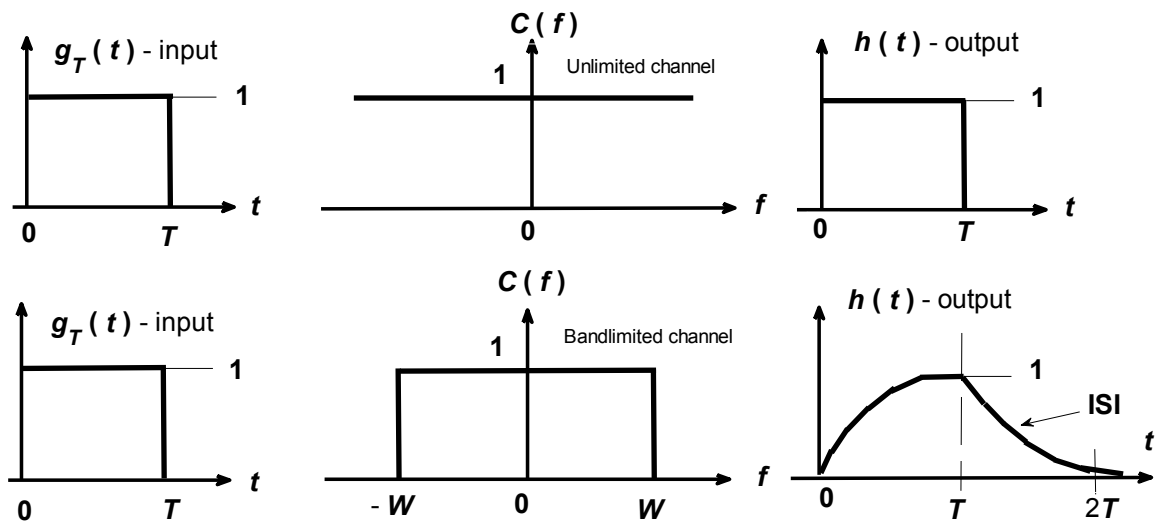 C ( f )
g_T ( t ) - input
h ( t ) - output
1
Unlimited channel
1
1
t
f
t
0
T
0
0
T
C ( f )
g_T ( t ) - input
h ( t ) - output
1
Bandlimited channel
1
1
ISI
t
t
f
0
T
- W
0
W
0
T
2T